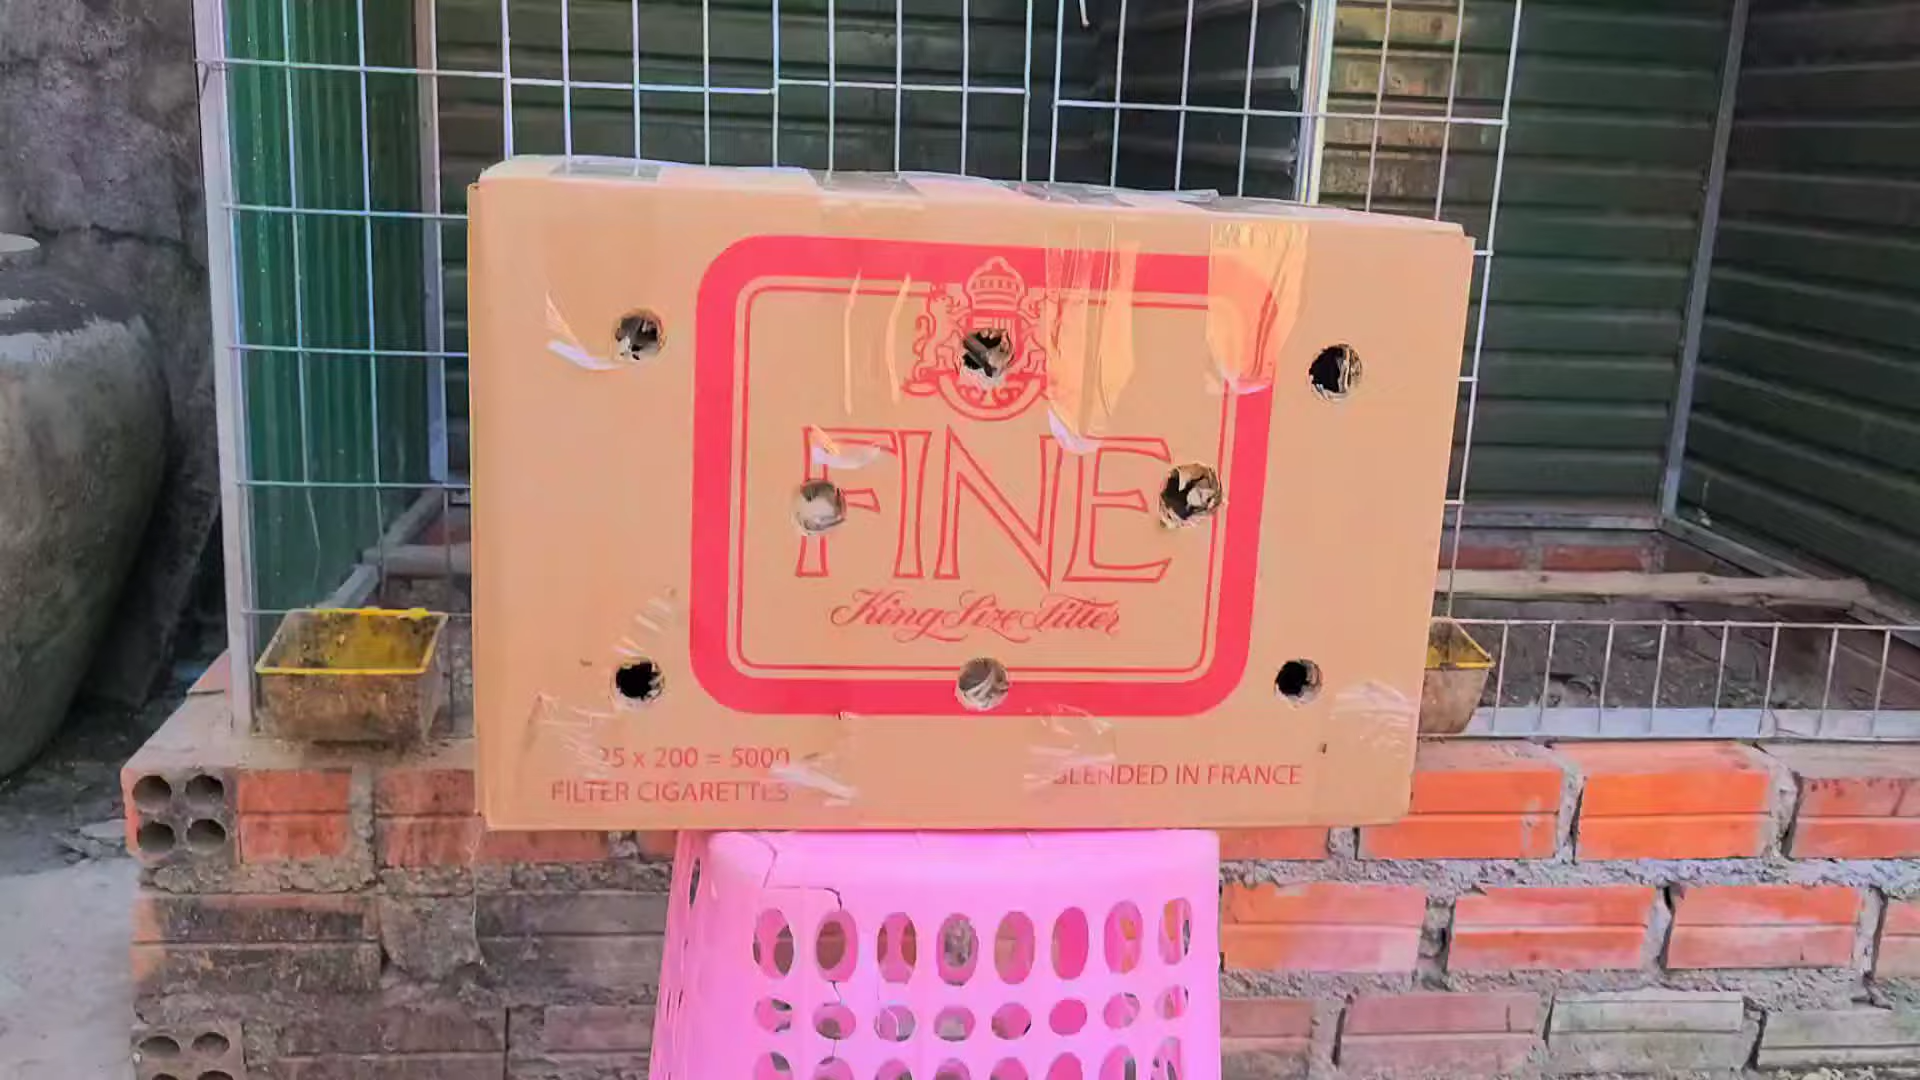 FINE
King Size Filter
25 x 200 = 5000
FILTER CIGARETTES
BLENDED IN FRANCE